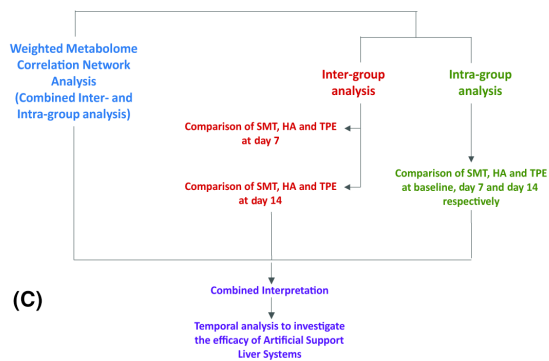 Weighted Metabolome
Correlation Network
Analysis
(Combined Inter- and
Intra-group analysis)
Inter-group
analysis
Intra-group
analysis
Comparison of SMT, HA and TPE
at day 7
Comparison of SMT, HA and TPE
at day 14
Comparison of SMT, HA and TPE
at baseline, day 7 and day 14
respectively
(C)
Combined Interpretation
Temporal analysis to investigate
the efficacy of Artificial Support
Liver Systems